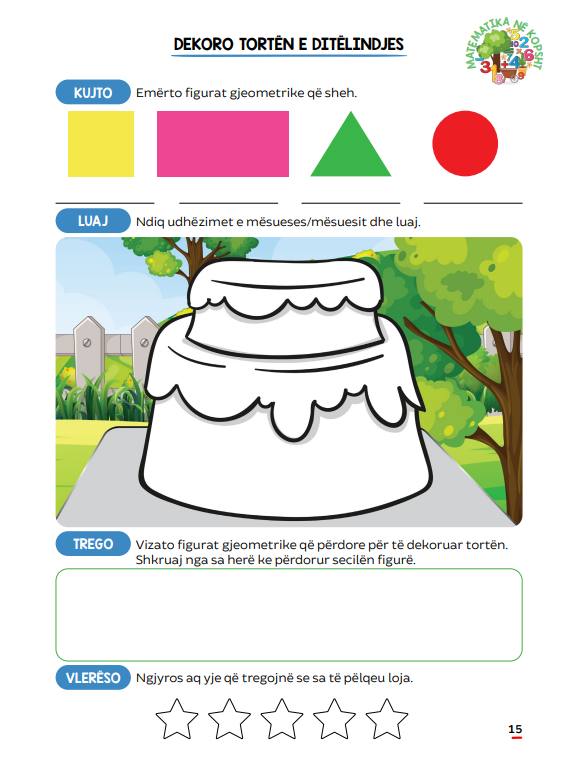 DEKORO TORTËN E DITËLINDJES
MATEMATIKA NË KOPSHT
KUJTO Emërto figurat gjeometrike që sheh.
LUAJ Ndiq udhëzimet e mësueses/mësuesit dhe luaj.
TREGO Vizato figurat gjeometrike që përdore për të dekoruar tortën.
Shkruaj nga sa herë ke përdorur secilën figurë.
VLERËSO Ngjyros aq yje që tregojnë se sa të pëlqeu loja.
15